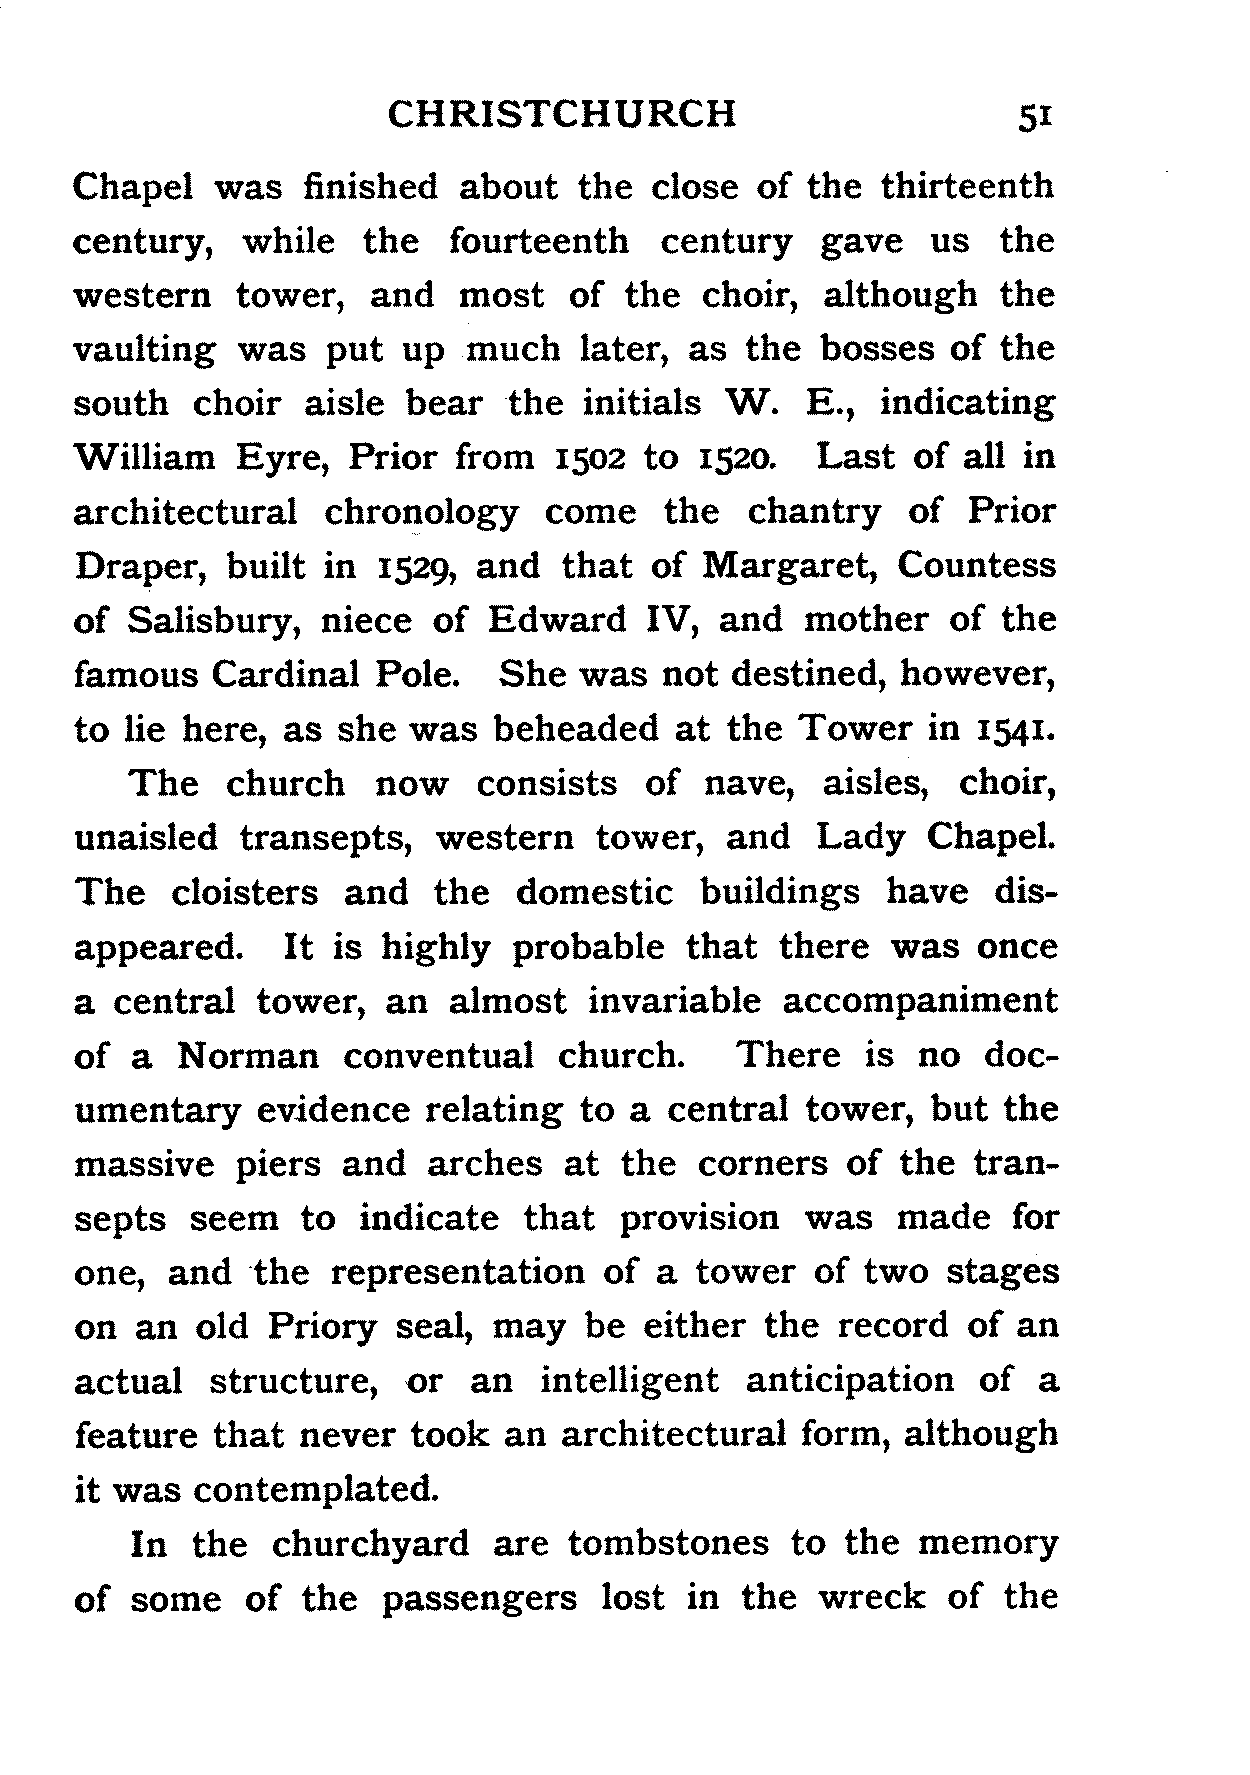 CHRISTCHURCH 51
Chapel was finished about the close of the thirteenth
century, while the fourteenth century gave us the
western tower, and most of the choir, although the
vaulting was put up much later, as the bosses of the
south choir aisle bear the initials W. E., indicating
William Eyre, Prior from 1502 to 1520. Last of all in
architectural chronology come the chantry of Prior
Draper, built in 1529, and that of Margaret, Countess
of Salisbury, niece of Edward IV, and mother of the
famous Cardinal Pole. She was not destined, however,
to lie here, as she was beheaded at the Tower in 1541.
The church now consists of nave, aisles, choir,
unaisled transepts, western tower, and Lady Chapel.
The cloisters and the domestic buildings have dis-
appeared. It is highly probable that there was once
a central tower, an almost invariable accompaniment
of a Norman conventual church. There is no doc-
umentary evidence relating to a central tower, but the
massive piers and arches at the corners of the tran-
septs seem to indicate that provision was made for
one, and the representation of a tower of two stages
on an old Priory seal, may be either the record of an
actual structure, or an intelligent anticipation of a
feature that never took an architectural form, although
it was contemplated.
In the churchyard are tombstones to the memory
of some of the passengers lost in the wreck of the